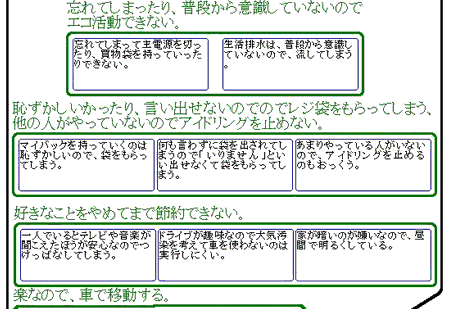 忘れてしまったり、普段から意識していないので
エコ活動できない。
忘れてしまって主電源を切っ
たり、買物袋を持っていった
りできない。
生活排水は、普段から意識し
ていないので、流してしまう
。
恥ずかしいかったり、言い出せないのでのでレジ袋をもらってしまう、
他の人がやっていないのでアイドリングを止めない。
マイバックを持っていくのは
恥ずかしいので、袋をもらっ
てしまう。
何も言わずに袋を出されてし
まうので「いりません」とい
い出せなくて袋をもらってし
まう。
あまりやっている人がいない
ので、アイドリングを止める
のもおっくう。
好きなことをやめてまで節約できない。
一人でいるとテレビや音楽が
聞こえたほうが安心なのでつ
けっぱなしてしまう。
ドライブが趣味なので大気汚
染を考えて車を使わないのは
実行しにくい。
家が暗いのが嫌いなので、昼
間で明るくしている。
楽なので、車で移動する。